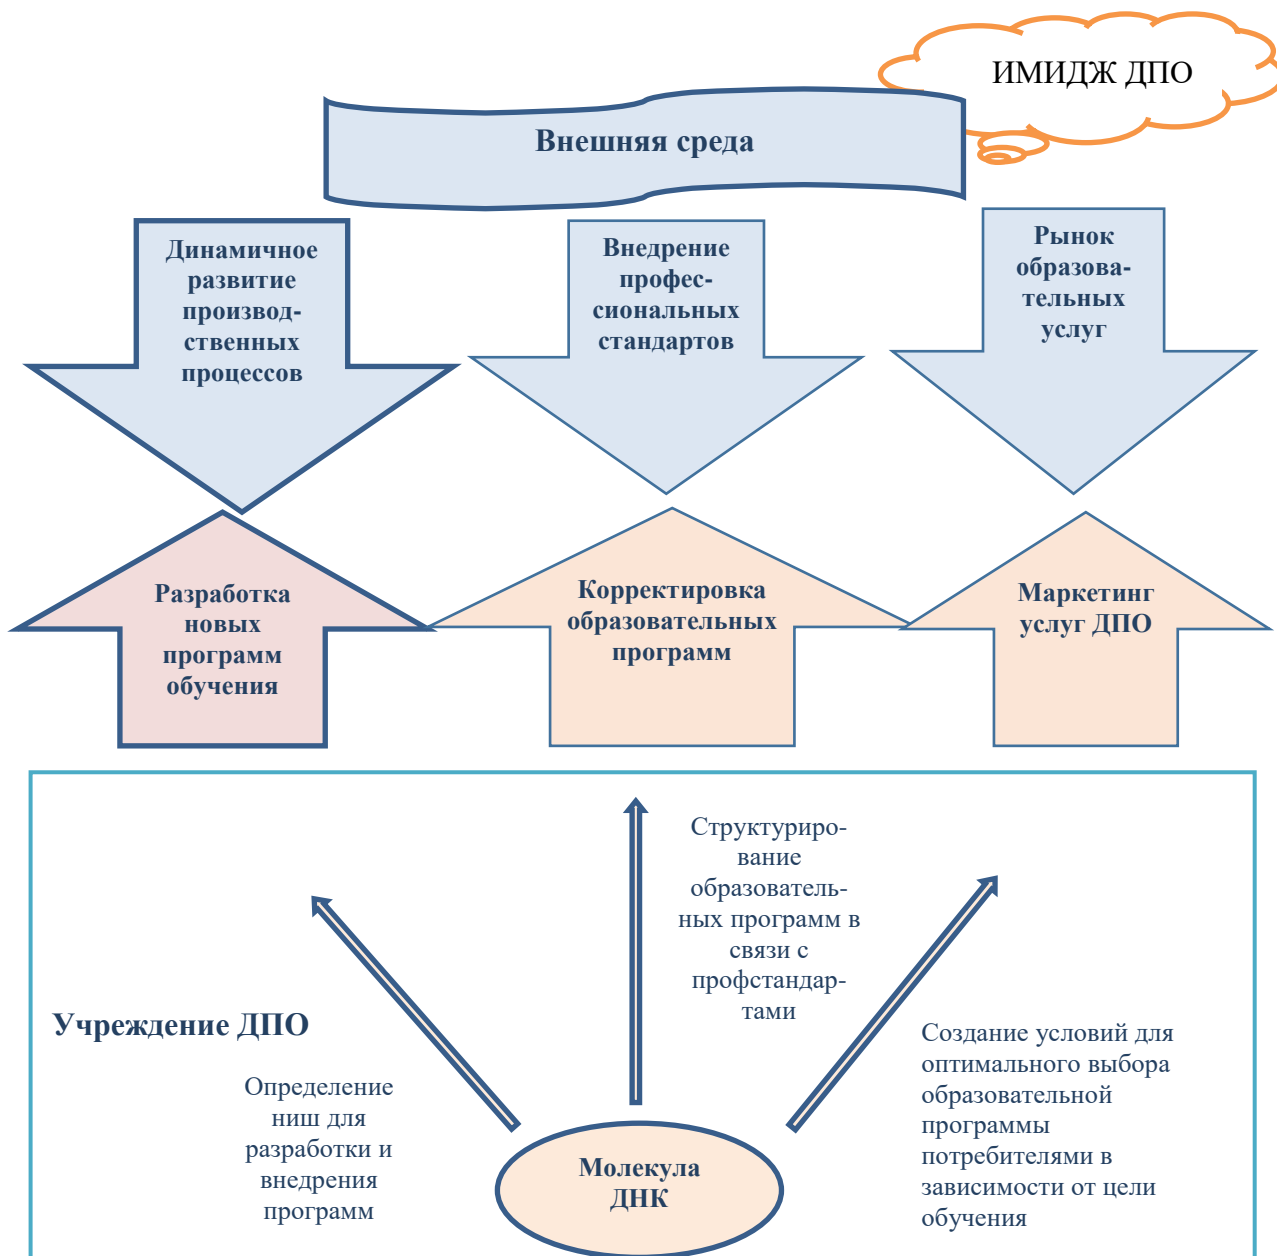 ИМИДЖ ДПО
Внешняя среда
Динамичное
развитие
производ-
ственных
процессов
Внедрение
профес-
сиональных
стандартов
Рынок
образова-
тельных
услуг
Разработка
новых
программ
обучения
Корректировка
образовательных
программ
Маркетинг
услуг ДПО
Структуриро-
вание
образователь-
ных программ в
связи с
профстандар-
тами
Учреждение ДПО
Определение
ниш для
разработки и
внедрения
программ
Молекула
ДНК
Создание условий для
оптимального выбора
образовательной
программы
потребителями в
зависимости от цели
обучения